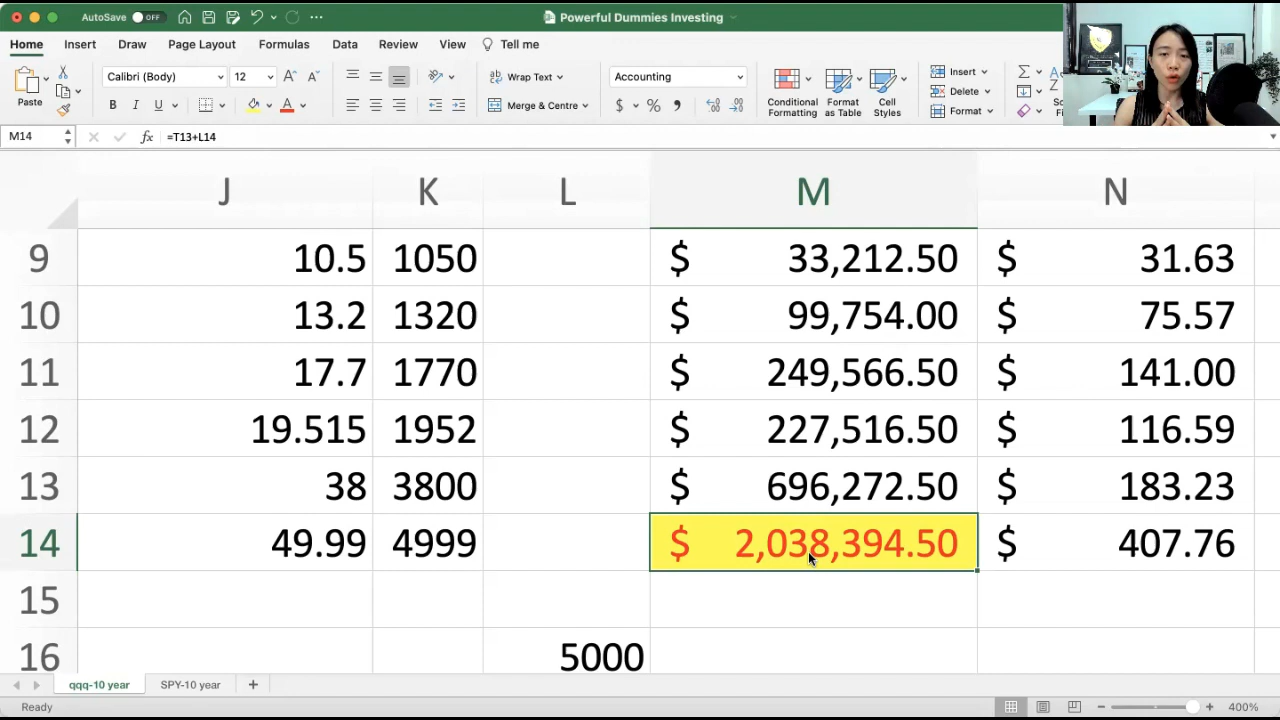 AutoSave OFF Powerful Dummies Investing
Home Insert Draw Page Layout Formulas Data Review View Tell me
Paste Calibri (Body) 12 Wrap Text Accounting Insert
B I U Merge & Centre $ % Conditional Formatting Format as Table Cell Styles Delete
Format
M14 fx =T13+L14
J K L M N
9 10.5 1050 $ 33,212.50 $ 31.63
10 13.2 1320 $ 99,754.00 $ 75.57
11 17.7 1770 $ 249,566.50 $ 141.00
12 19.515 1952 $ 227,516.50 $ 116.59
13 38 3800 $ 696,272.50 $ 183.23
14 49.99 4999 $ 2,038,394.50 $ 407.76
15
16 5000
qqq-10 year SPY-10 year +
Ready 400%